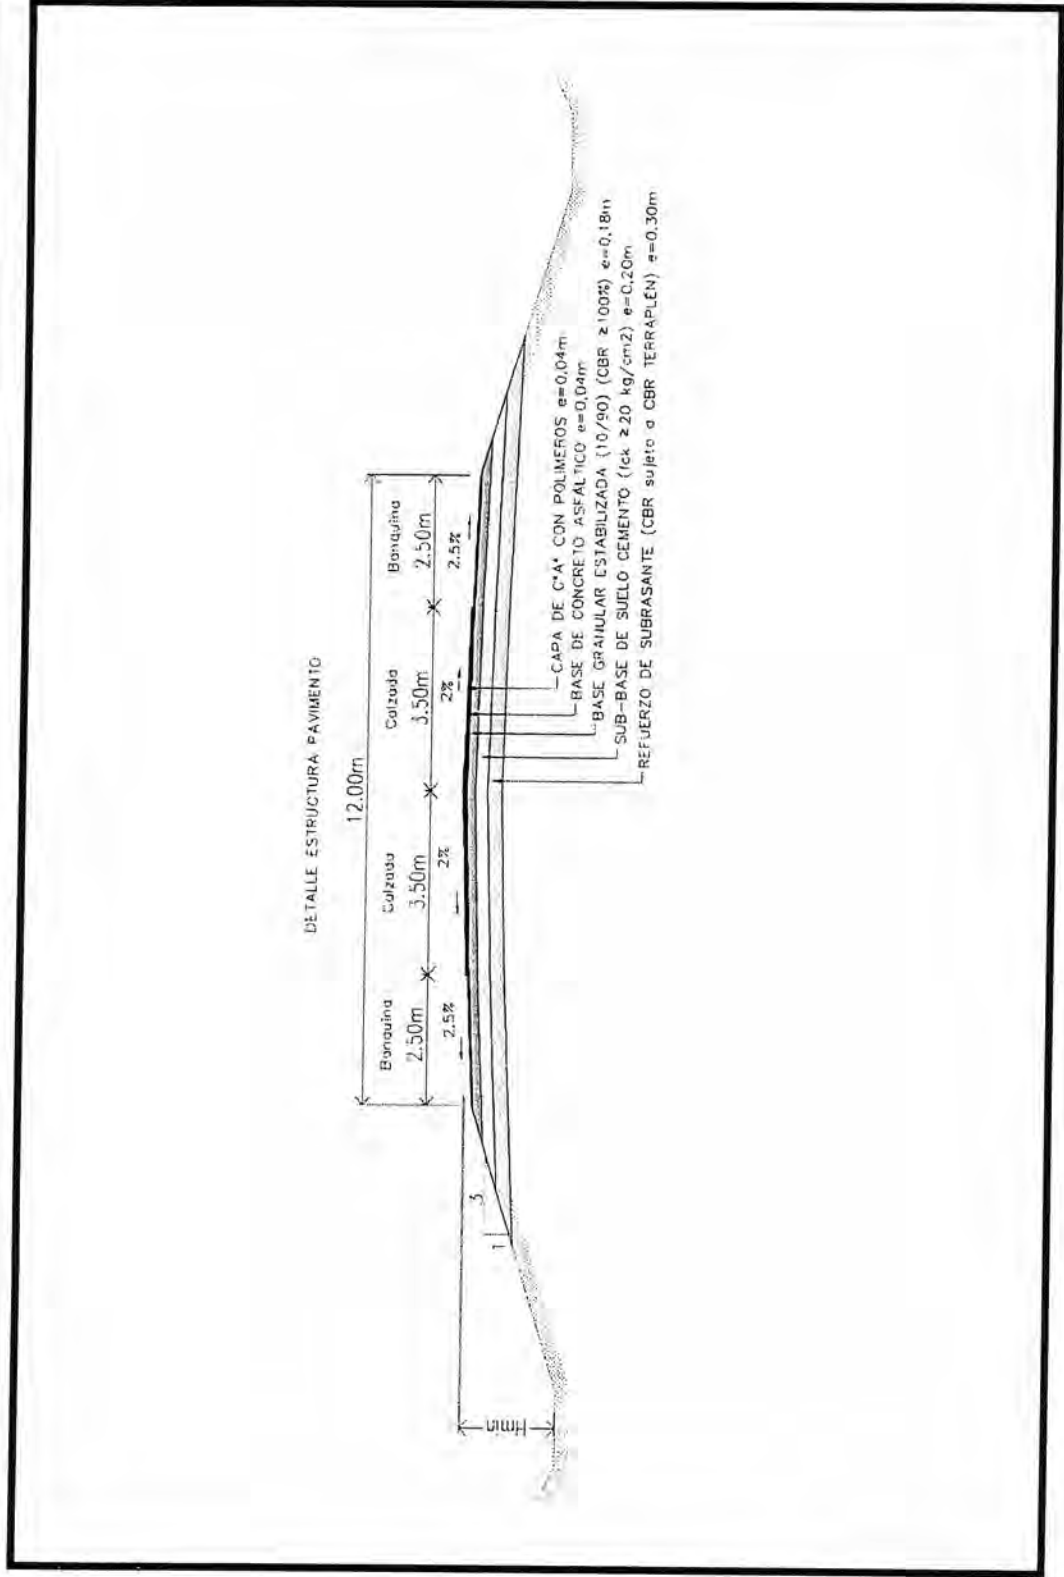 DETALLE ESTRUCTURA PAVIMENTO
12.00m
Banquina
Calzada
Calzada
Banquina
2.50m
3.50m
3.50m
2.50m
2.5%
2%
2%
2.5%
3
1
Hmin
CAPA DE C°A° CON POLIMEROS e=0,04m
BASE DE CONCRETO ASFÁLTICO e=0,04m
BASE GRANULAR ESTABILIZADA (10/90) (CBR ≥100%) e=0,18m
SUB-BASE DE SUELO CEMENTO (fck ≥20 kg/cm2) e=0,20m
REFUERZO DE SUBRASANTE (CBR sujeto a CBR TERRAPLÉN) e=0,30m